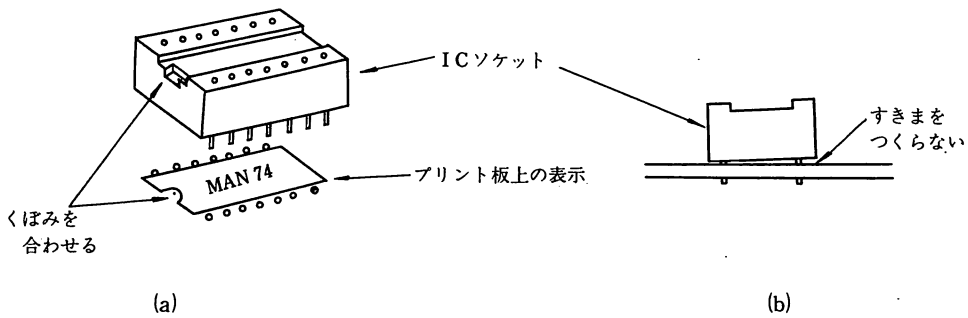 ICソケット
MAN 74
プリント板上の表示
くぼみを
合わせる
(a)
すきまを
つくらない
(b)